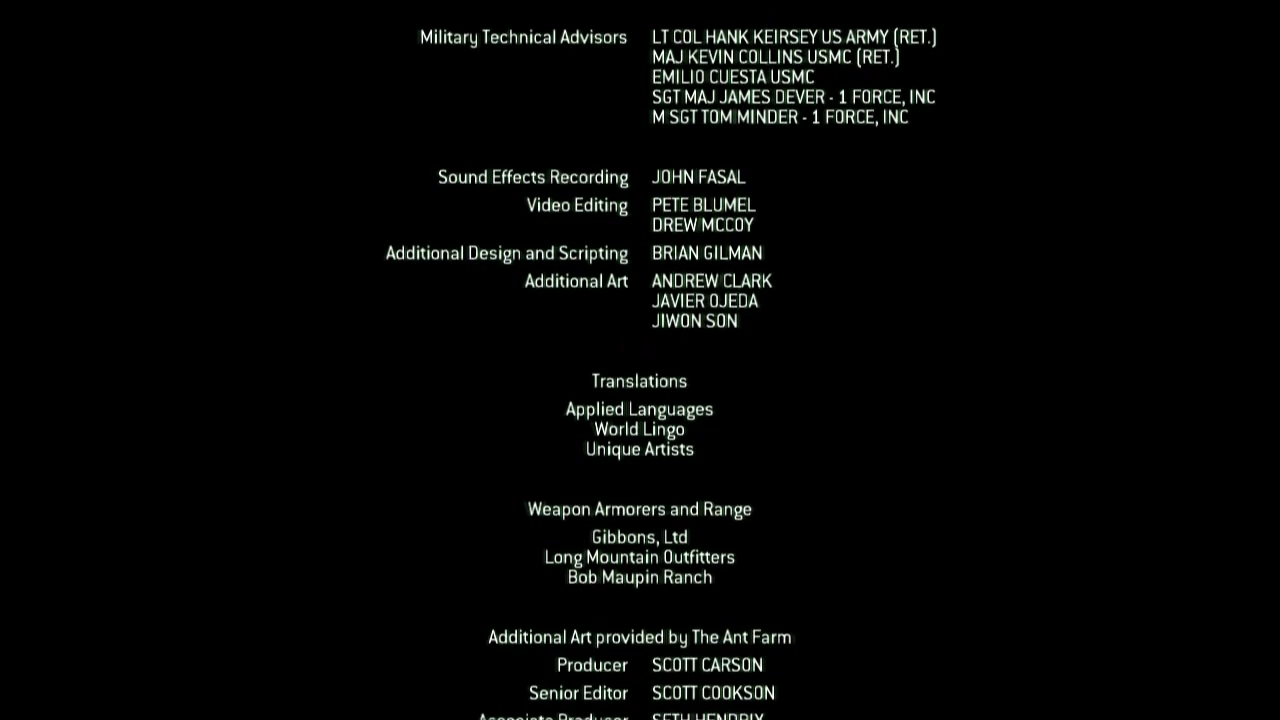 Military Technical Advisors LT COL HANK KEIRSEY US ARMY (RET.)
MAJ KEVIN COLLINS USMC (RET.)
EMILIO CUESTA USMC
SGT MAJ JAMES DEVER - 1 FORCE, INC
M SGT TOM MINDER - 1 FORCE, INC
Sound Effects Recording JOHN FASAL
Video Editing PETE BLUMEL
DREW MCCOY
Additional Design and Scripting BRIAN GILMAN
Additional Art ANDREW CLARK
JAVIER OJEDA
JIWON SON
Translations
Applied Languages
World Lingo
Unique Artists
Weapon Armorers and Range
Gibbons, Ltd
Long Mountain Outfitters
Bob Maupin Ranch
Additional Art provided by The Ant Farm
Producer SCOTT CARSON
Senior Editor SCOTT COOKSON
Associate Producer SETH HENDRIX